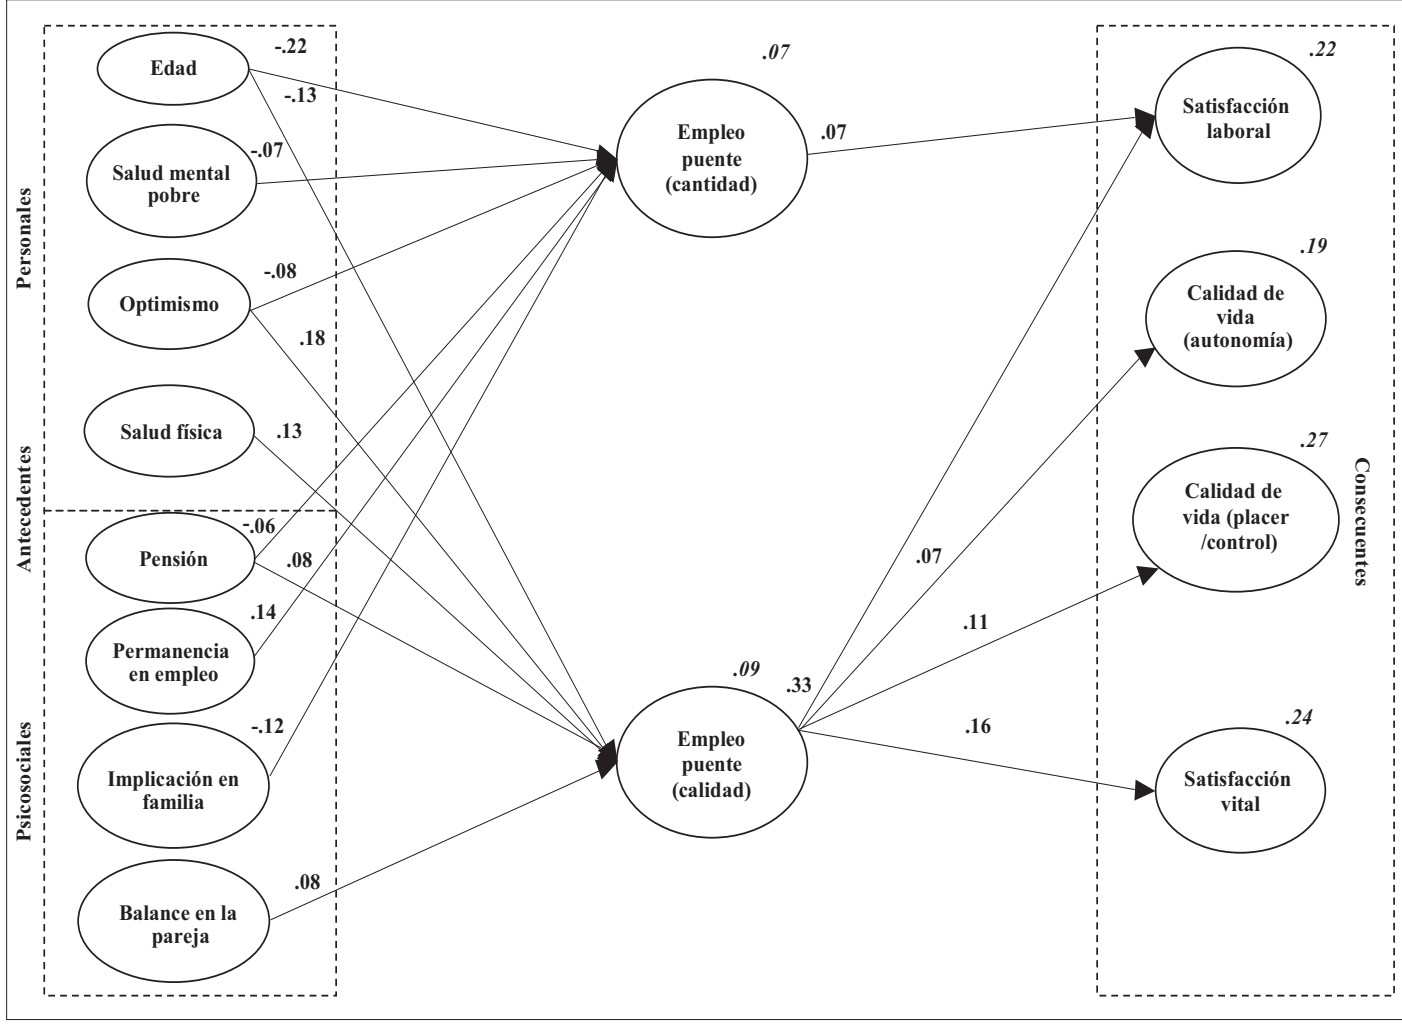 Personales
Antecedentes
Psicosociales
Edad
-.22
-.13
Salud mental
pobre
-.07
Optimismo
-.08
.18
Salud física
.13
Pensión
-.06
.08
Permanencia
en empleo
.14
Implicación en
familia
-.12
Balance en la
pareja
.08
.07
Empleo
puente
(cantidad)
.07
.09
Empleo
puente
(calidad)
.33
.07
.11
.16
.22
Satisfacción
laboral
.19
Calidad de
vida
(autonomía)
.27
Calidad de
vida (placer
/control)
.24
Satisfacción
vital
Consecuentes